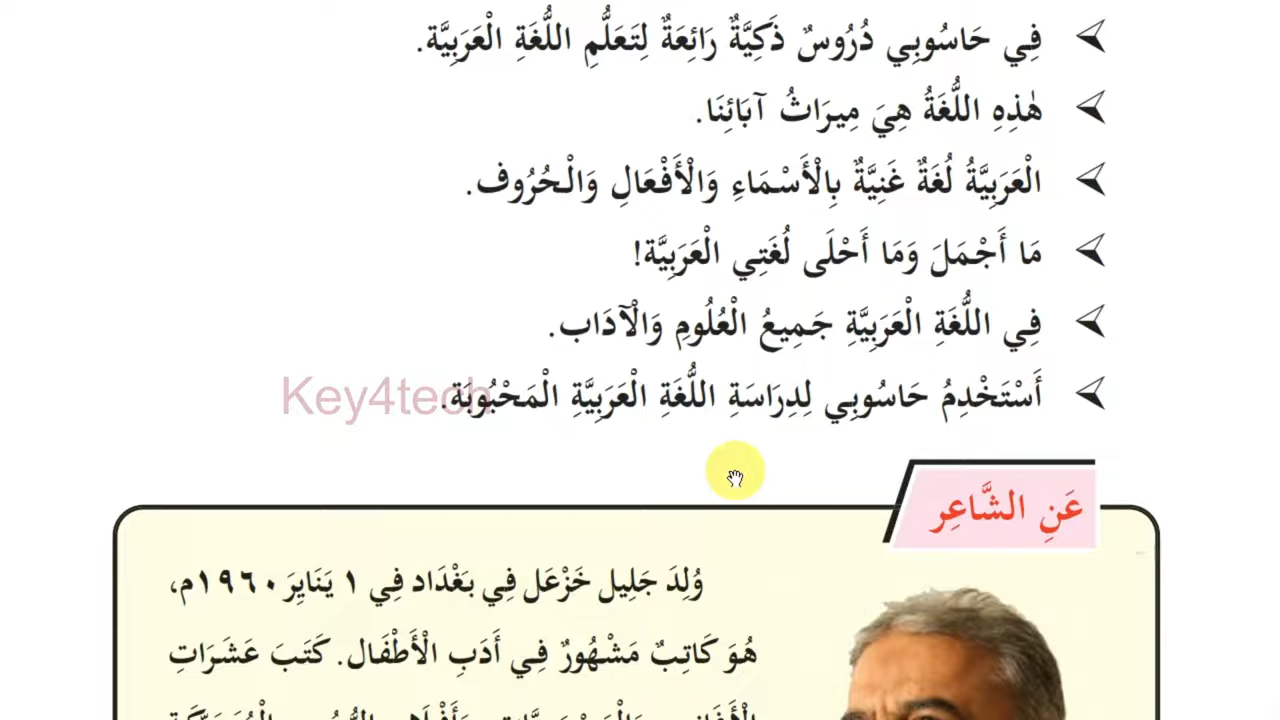 فِي حَاسُوبِي دُرُوسٌ ذَكِيَّةٌ رَائِعَةٌ لِتَعَلُّمِ اللُّغَةِ الْعَرَبِيَّة.
هٰذِهِ اللُّغَةُ هِيَ مِيرَاثُ آبَائِنَا.
الْعَرَبِيَّةُ لُغَةٌ غَنِيَّةٌ بِالْأَسْمَاءِ وَالْأَفْعَالِ وَالْحُرُوف.
مَا أَجْمَلَ وَمَا أَحْلَى لُغَتِي الْعَرَبِيَّة!
فِي اللُّغَةِ الْعَرَبِيَّةِ جَمِيعُ الْعُلُومِ وَالْآدَاب.
أَسْتَخْدِمُ حَاسُوبِي لِدِرَاسَةِ اللُّغَةِ الْعَرَبِيَّةِ الْمَحْبُوبَة.
Key4tech
عَنِ الشَّاعِر
وُلِدَ جَلِيل خَزْعَل فِي بَغْدَاد فِي ١ يَنَايِرَ ١٩٦٠م،
هُوَ كَاتِبٌ مَشْهُورٌ فِي أَدَبِ الْأَطْفَال. كَتَبَ عَشَرَاتِ